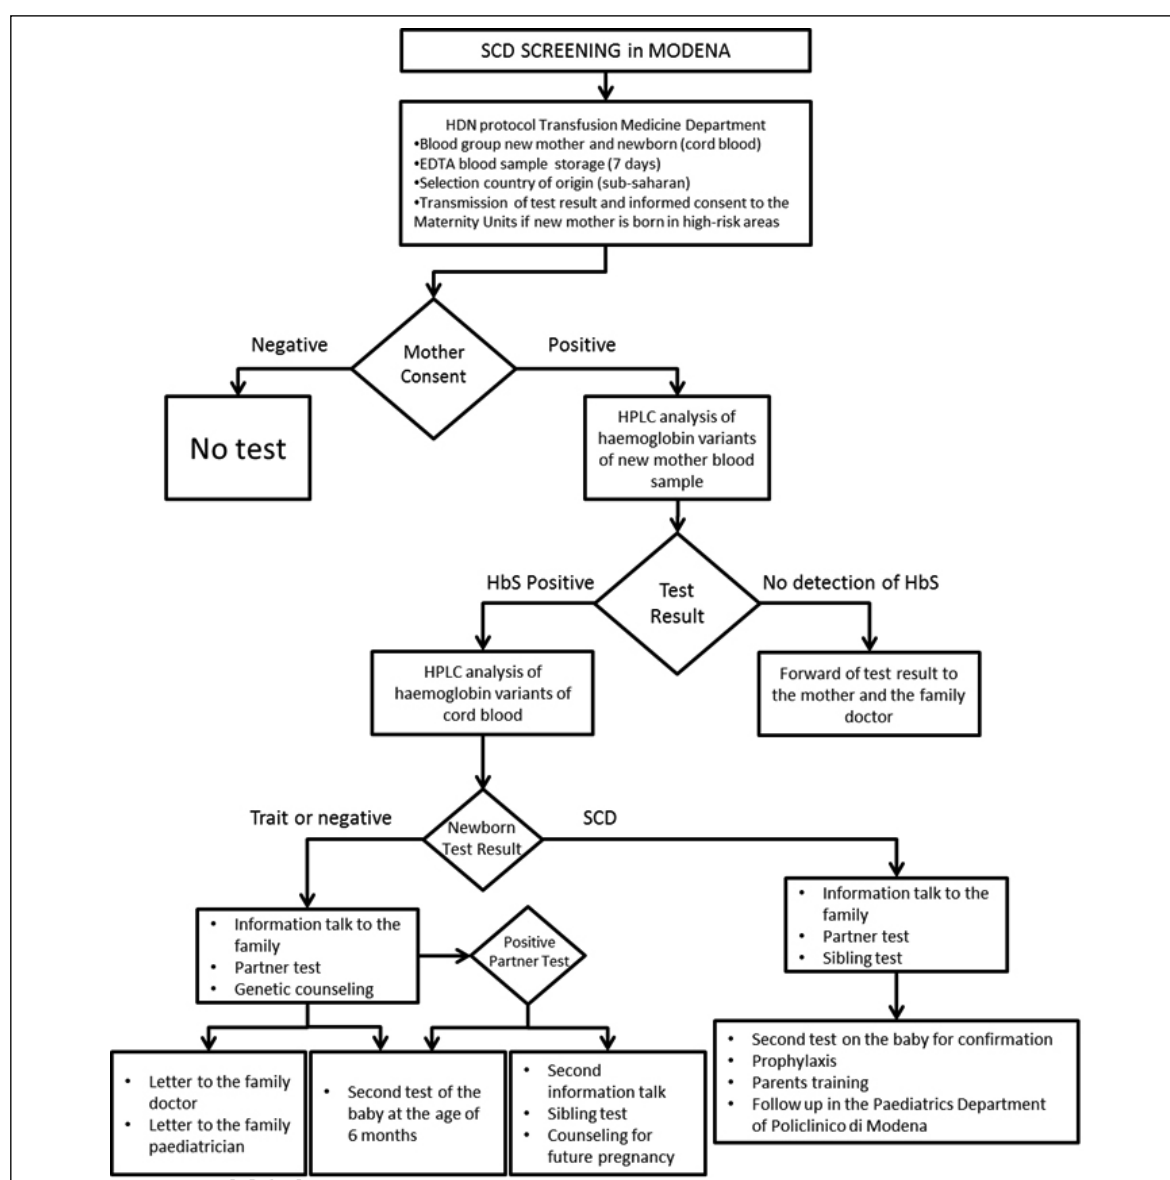 SCD SCREENING in MODENA
HDN protocol Transfusion Medicine Department
•Blood group new mother and newborn (cord blood)
•EDTA blood sample storage (7 days)
•Selection country of origin (sub-saharan)
•Transmission of test result and informed consent to the
Maternity Units if new mother is born in high-risk areas
Negative
Mother
Consent
Positive
No test
HPLC analysis of
haemoglobin variants
of new mother blood
sample
HbS Positive
Test
Result
No detection of HbS
HPLC analysis of
haemoglobin variants of
cord blood
Forward of test result to
the mother and the family
doctor
Trait or negative
Newborn
Test Result
SCD
• Information talk to the
family
• Partner test
• Genetic counseling
Positive
Partner Test
• Information talk to the
family
• Partner test
• Sibling test
• Letter to the family
doctor
• Letter to the family
paediatrician
• Second test of the
baby at the age of
6 months
• Second
information talk
• Sibling test
• Counseling for
future pregnancy
• Second test on the baby for confirmation
• Prophylaxis
• Parents training
• Follow up in the Paediatrics Department
of Policlinico di Modena